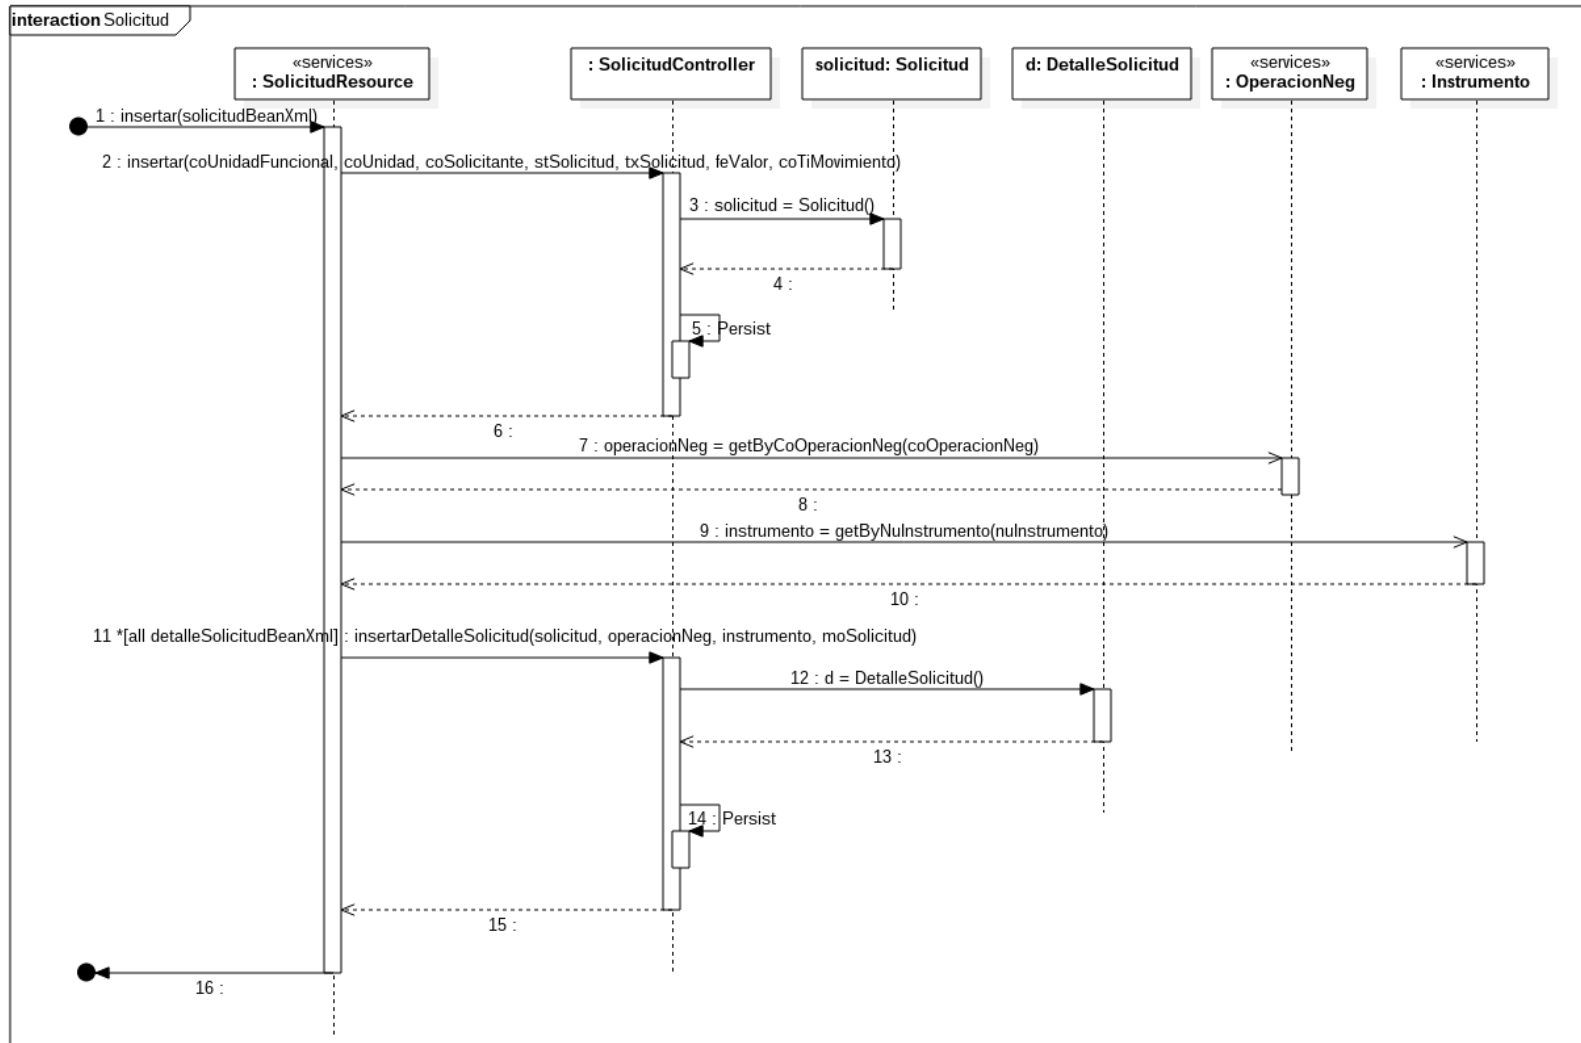 interaction Solicitud
«services»
: SolicitudResource
: SolicitudController
solicitud: Solicitud
d: DetalleSolicitud
«services»
: OperacionNeg
«services»
: Instrumento
1 : insertar(solicitudBeanXml)
2 : insertar(coUnidadFuncional, coUnidad, coSolicitante, stSolicitud, txSolicitud, feValor, coTiMovimiento)
3 : solicitud = Solicitud()
4 :
5 : Persist
6 :
7 : operacionNeg = getByCoOperacionNeg(coOperacionNeg)
8 :
9 : instrumento = getByNuInstrumento(nuInstrumento)
10 :
11 *[all detalleSolicitudBeanXml] : insertarDetalleSolicitud(solicitud, operacionNeg, instrumento, moSolicitud)
12 : d = DetalleSolicitud()
13 :
14 : Persist
15 :
16 :